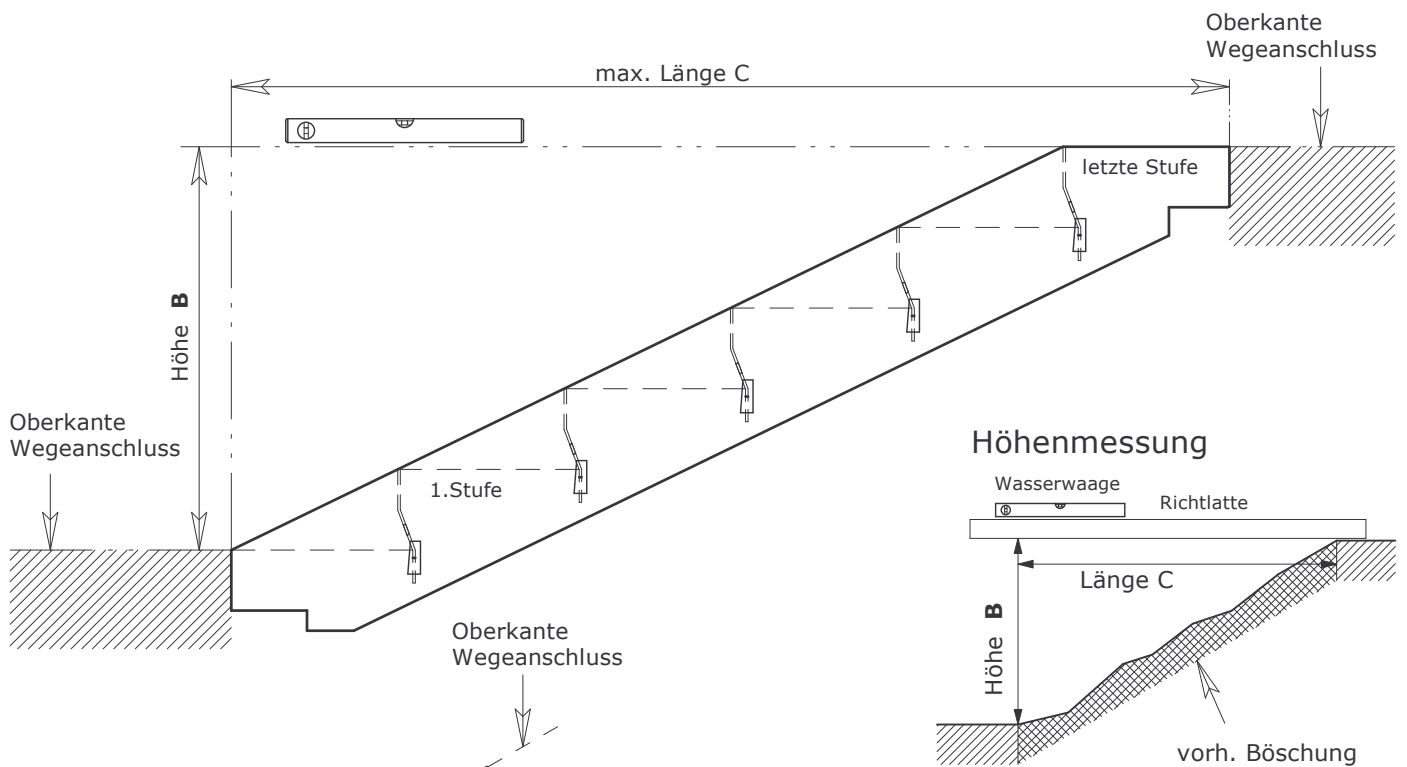 Oberkante
Wegeanschluss
max. Länge C
letzte Stufe
Höhe B
Oberkante
Wegeanschluss
1.Stufe
Höhenmessung
Wasserwaage
Richtlatte
Länge C
Höhe B
Oberkante
Wegeanschluss
vorh. Böschung